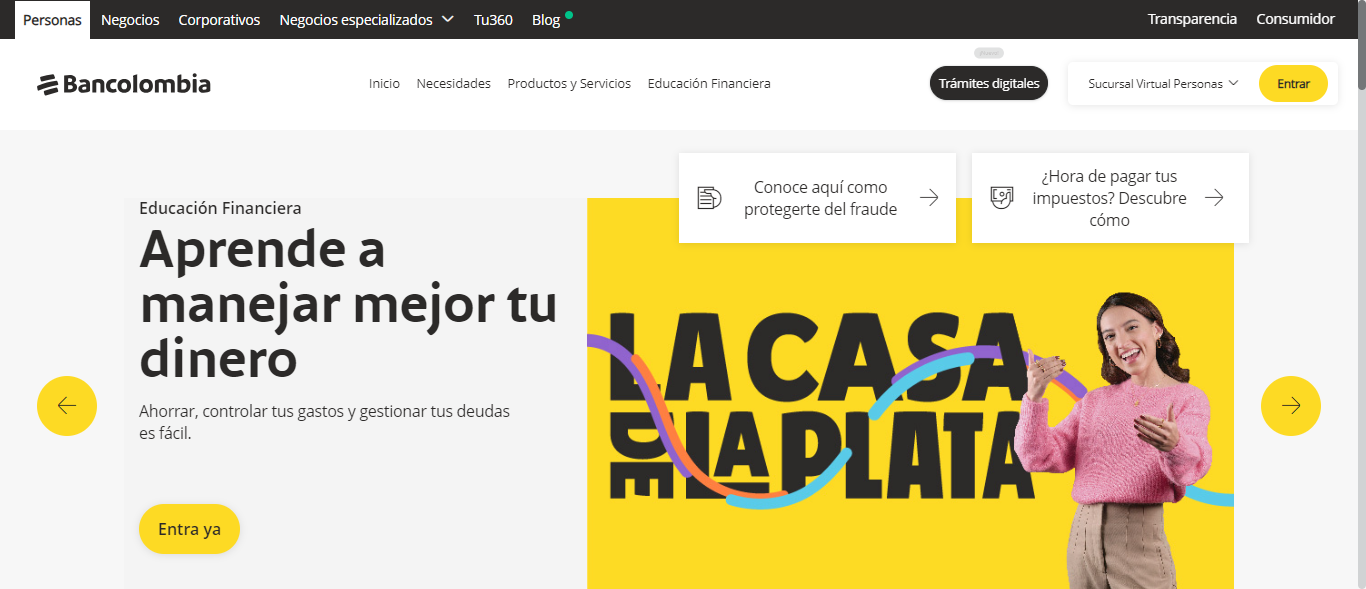 Personas Negocios Corporativos Negocios especializados Tu360 Blog Transparencia Consumidor
Bancolombia Inicio Necesidades Productos y Servicios Educación Financiera Trámites digitales Sucursal Virtual Personas Entrar
Conoce aquí como
protegerte del fraude
¿Hora de pagar tus
impuestos? Descubre
cómo
Educación Financiera
Aprende a
manejar mejor tu
dinero
Ahorrar, controlar tus gastos y gestionar tus deudas
es fácil.
Entra ya
LA CASA
DE LA PLATA